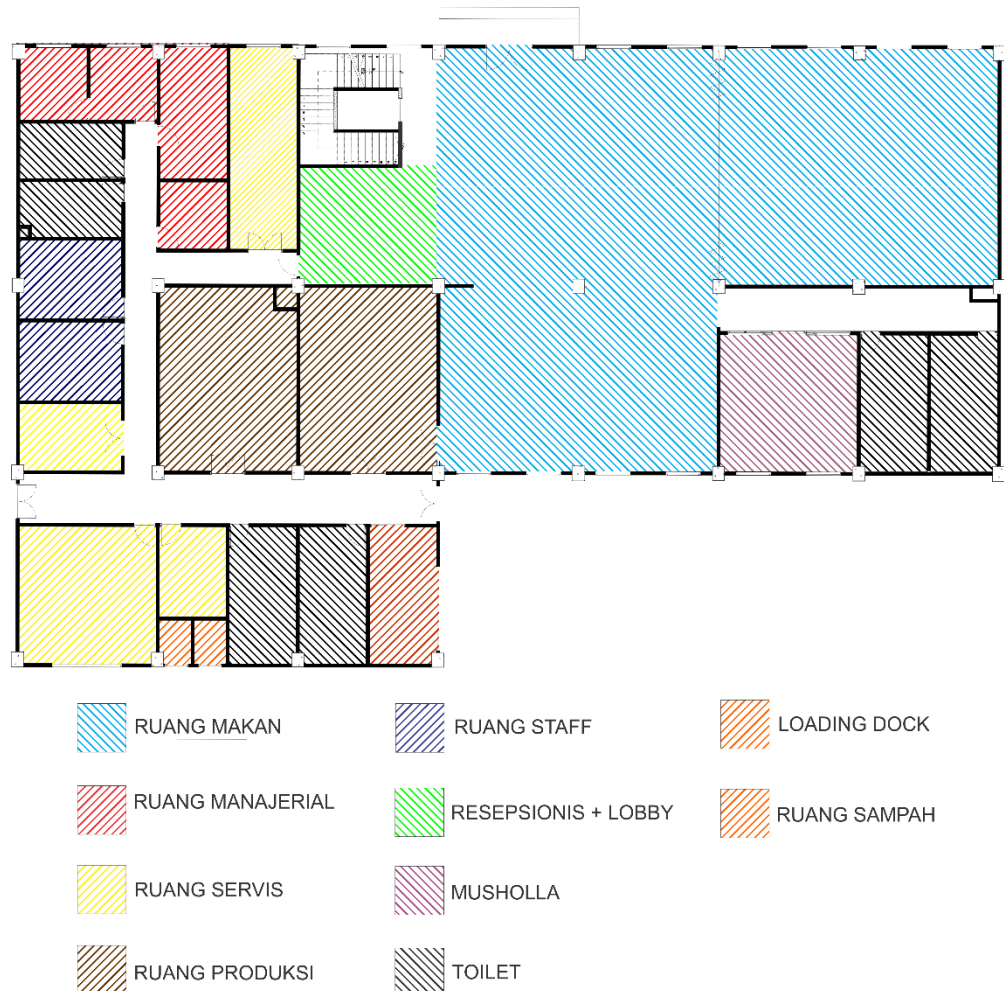 RUANG MAKAN
RUANG STAFF
LOADING DOCK
RUANG MANAJERIAL
RESEPSIONIS + LOBBY
RUANG SAMPAH
RUANG SERVIS
MUSHOLLA
RUANG PRODUKSI
TOILET